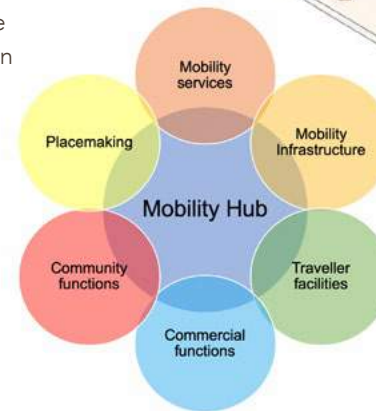 e
n
Mobility
services
Placemaking
Mobility
Infrastructure
Mobility Hub
Community
functions
Traveller
facilities
Commercial
functions